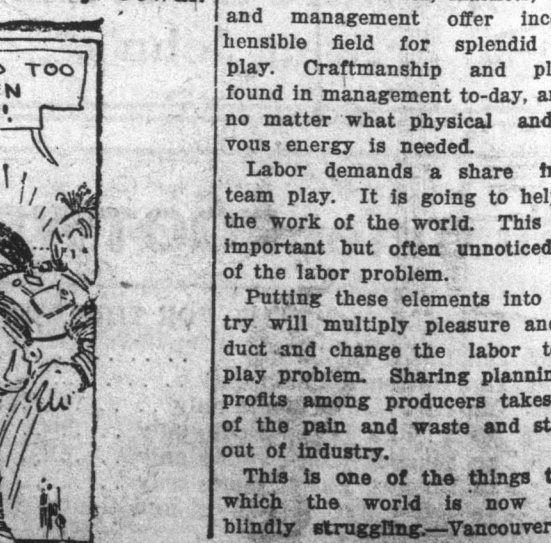 TOO
N
!
and management offer
hensible field for splendid
play. Craftmanship and
found in management to-day,
no matter what physical and
vous energy is needed.
Labor demands a share
team play. It is going to
the work of the world. This
important but often unnoticed
of the labor problem.
Putting these elements into
try will multiply pleasure
duct and change the labor
play problem. Sharing
profits among producers takes
of the pain and waste and
out of industry.
This is one of the things
which the world is now
blindly struggling.—Vancouver